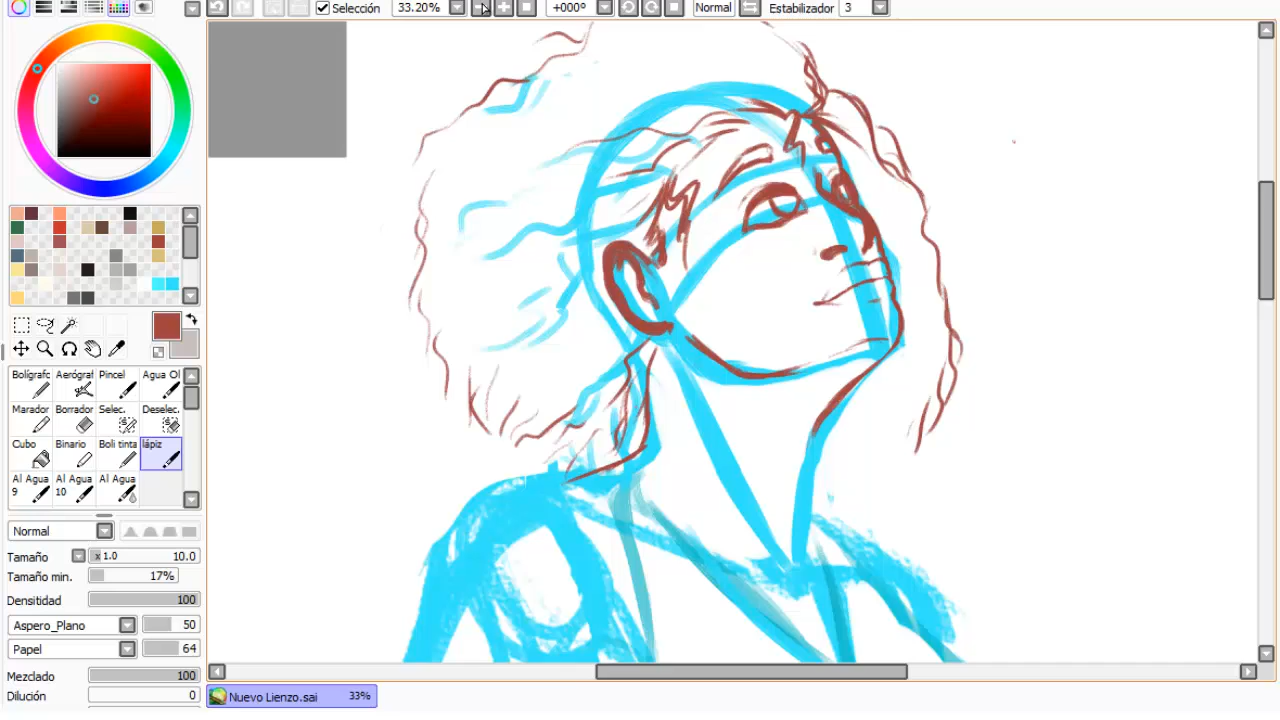 Selección 33.20% +000º Normal Estabilizador 3
Bolígrafc Aerógraf Pincel Agua Ol
Marador Borrador Selec. Deselec.
Cubo Binario Boli tinta lápiz
Al Agua 9 Al Agua 10 Al Agua
Normal
Tamaño x 1.0 10.0
Tamaño min. 17%
Densitidad 100
Aspero_Plano 50
Papel 64
Mezclado 100
Dilución 0
Nuevo Lienzo.sai 33%